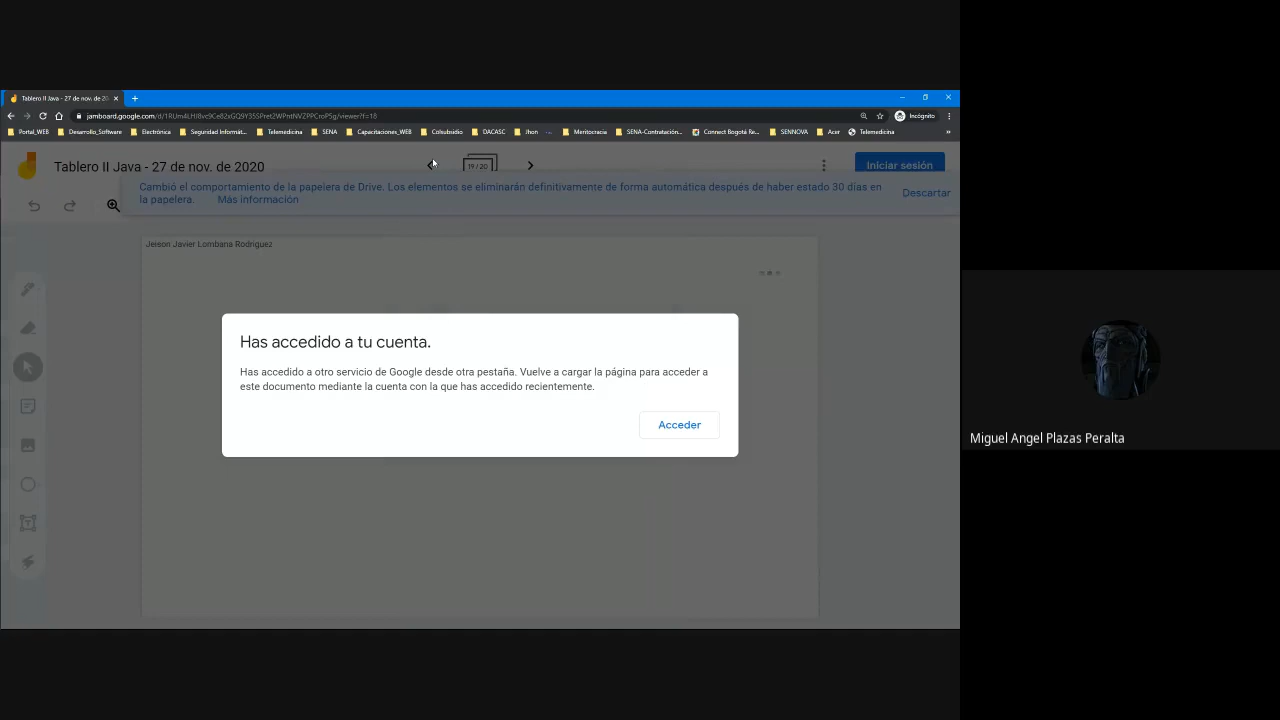 Tablero II Java - 27 de nov. de 20
jamboard.google.com
Incógnito
Portal_WEB Desarrollo_Software Electrónica Seguridad Informát... Telemedicina SENA Capacitaciones_WEB Colsubsidio DACASC Jhon Meritocracia SENA-Contratación... Connect Bogotá Re... SENNOVA Acer Telemedicina »
Tablero II Java - 27 de nov. de 2020
19 / 20
Iniciar sesión
Cambió el comportamiento de la papelera de Drive. Los elementos se eliminarán definitivamente de forma automática después de haber estado 30 días en
la papelera. Más información
Descartar
Jeison Javier Lombana Rodriguez
Has accedido a tu cuenta.
Has accedido a otro servicio de Google desde otra pestaña. Vuelve a cargar la página para acceder a
este documento mediante la cuenta con la que has accedido recientemente.
Acceder
Miguel Angel Plazas Peralta